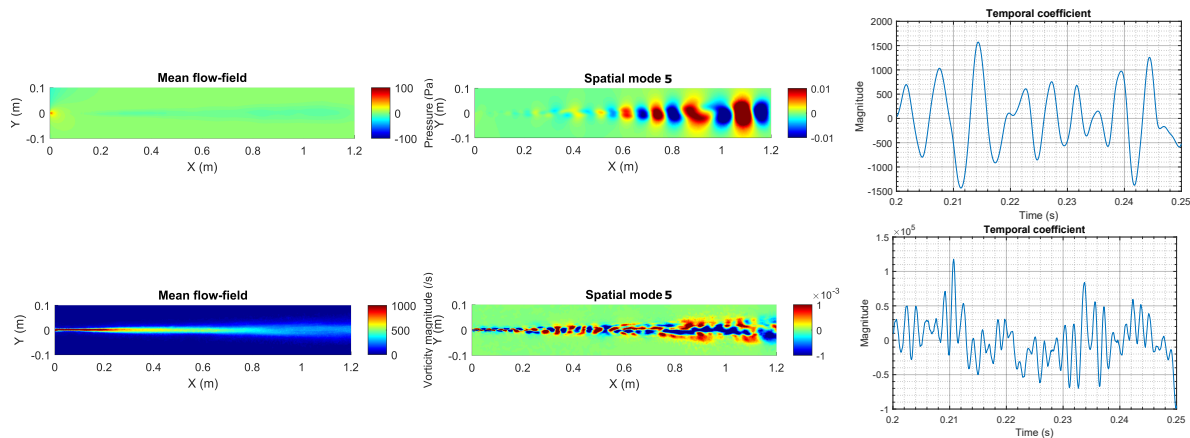 Mean flow-field
0.1
0
-0.1
Y (m)
0 0.2 0.4 0.6 0.8 1 1.2
X (m)
100
0
-100
Pressure (Pa)
Spatial mode 5
0.1
0
-0.1
Y (m)
0 0.2 0.4 0.6 0.8 1 1.2
X (m)
0.01
0
-0.01
Temporal coefficient
2000
1500
1000
500
0
-500
-1000
-1500
Magnitude
0.2 0.21 0.22 0.23 0.24 0.25
Time (s)
Mean flow-field
0.1
0
-0.1
Y (m)
0 0.2 0.4 0.6 0.8 1 1.2
X (m)
1000
500
0
Vorticity magnitude (/s)
Spatial mode 5
0.1
0
-0.1
Y (m)
0 0.2 0.4 0.6 0.8 1 1.2
X (m)
×10⁻³
1
0
-1
Temporal coefficient
×10⁵
1.5
1
0.5
0
-0.5
-1
Magnitude
0.2 0.21 0.22 0.23 0.24 0.25
Time (s)